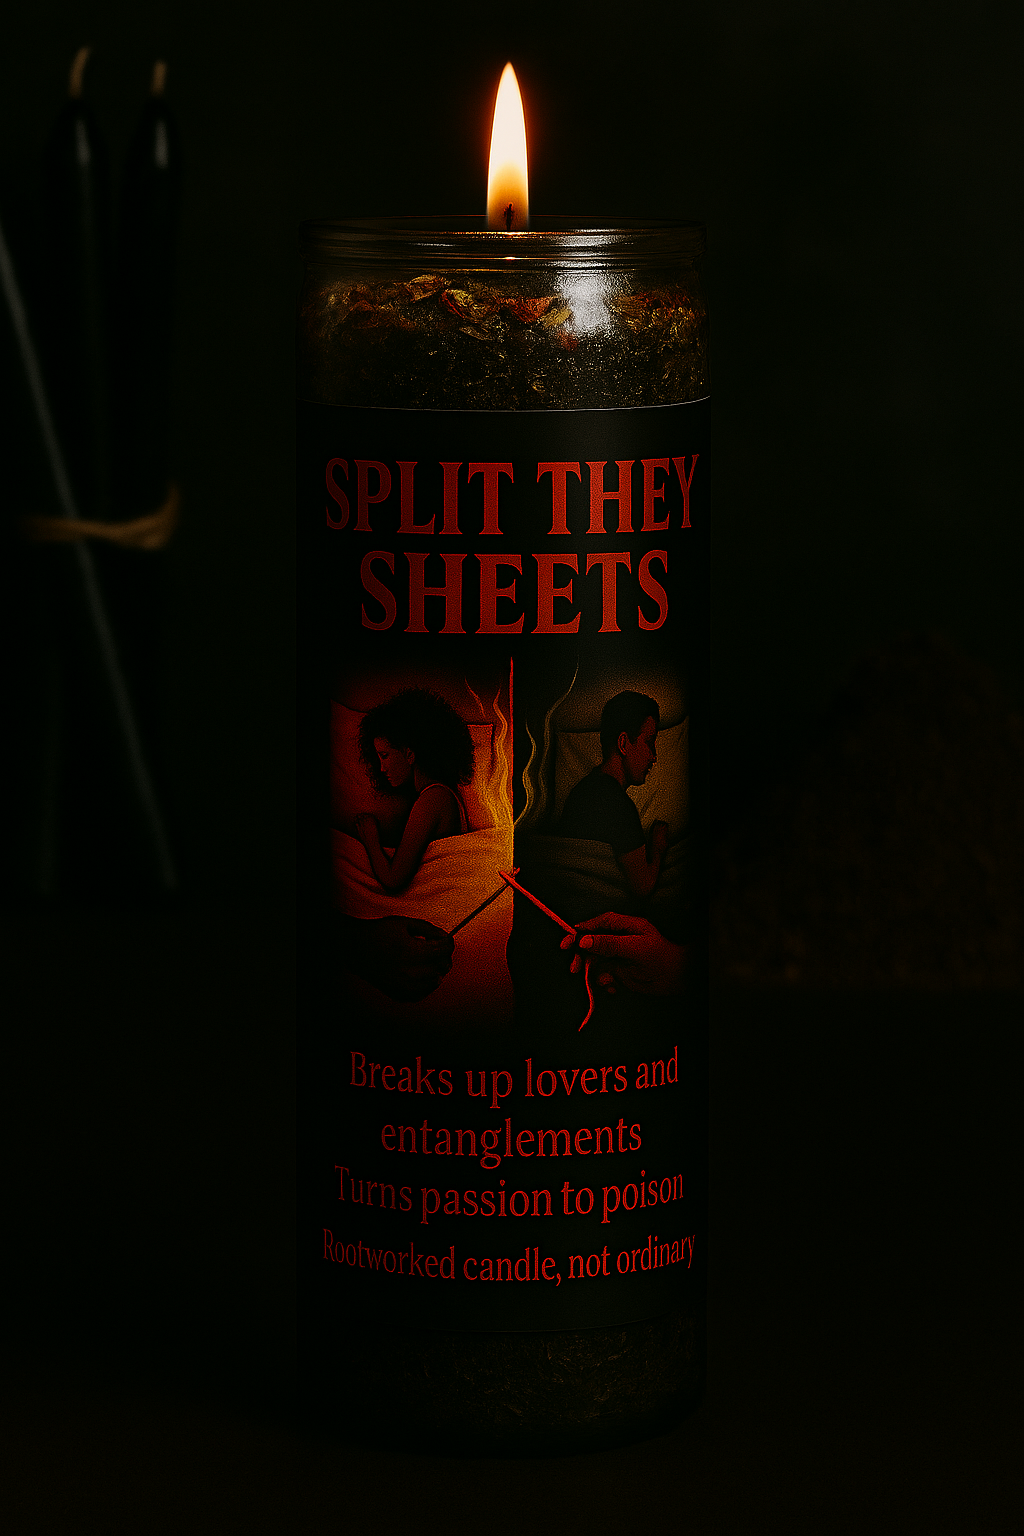 SPLIT THEY
SHEETS
Breaks up lovers and
entanglements
Turns passion to poison
Rootworked candle, not ordinary